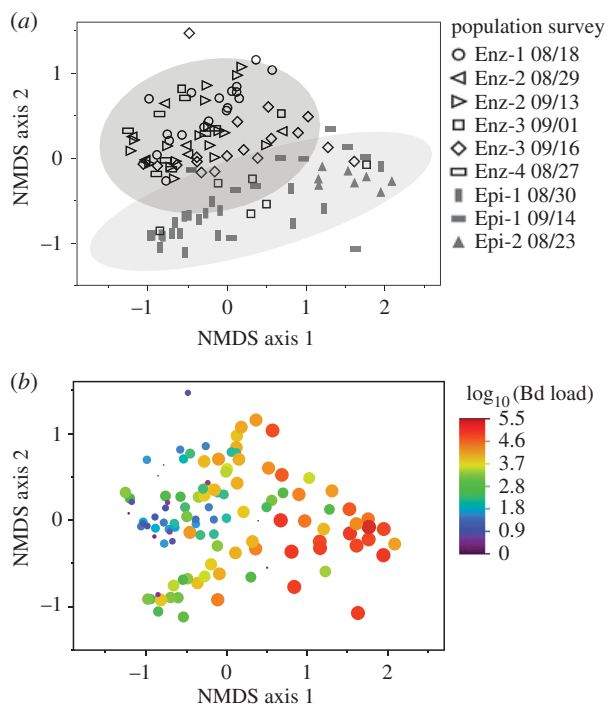 (a)
population survey
Enz-1 08/18
Enz-2 08/29
Enz-2 09/13
Enz-3 09/01
Enz-3 09/16
Enz-4 08/27
Epi-1 08/30
Epi-1 09/14
Epi-2 08/23
NMDS axis 2
1
0
−1
−1 0 1 2
NMDS axis 1
(b)
log10(Bd load)
5.5
4.6
3.7
2.8
1.8
0.9
0
NMDS axis 2
1
0
−1
−1 0 1 2
NMDS axis 1